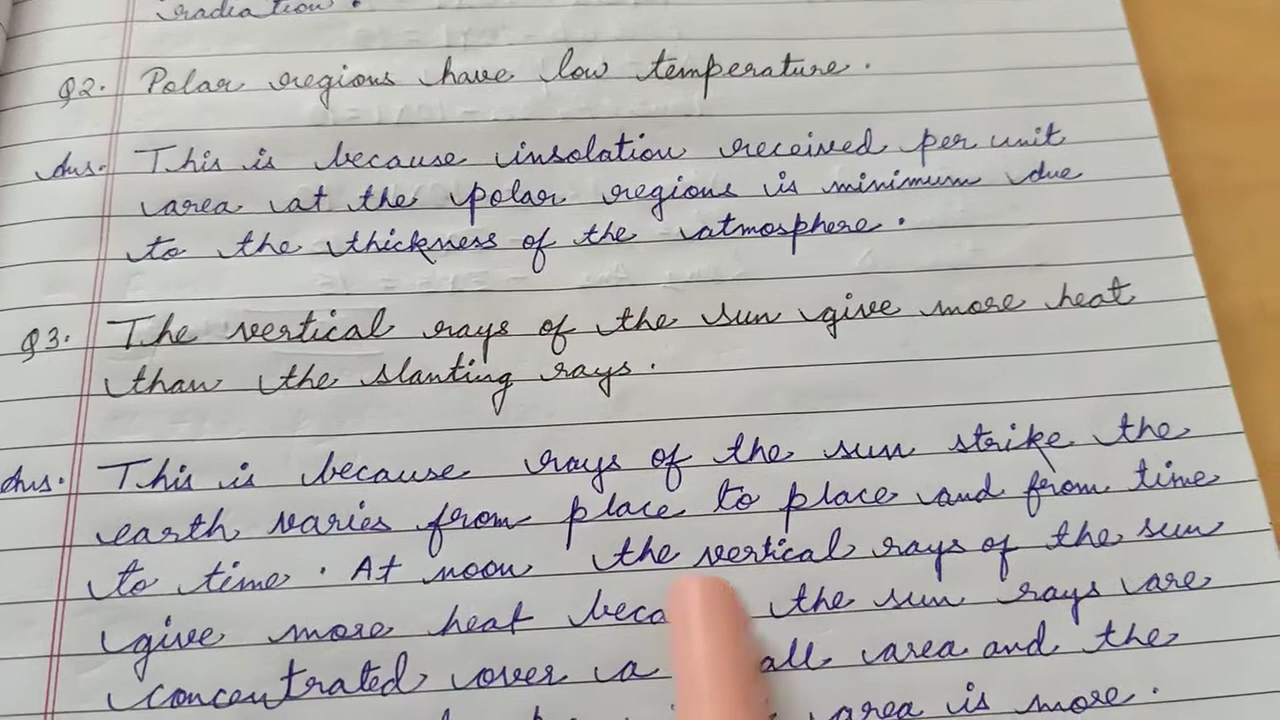 radiation.
Q2. Polar regions have low temperature.
Ans. This is because insolation received per unit
area at the polar regions is minimum due
to the thickness of the atmosphere.
Q3. The vertical rays of the sun give more heat
than the slanting rays.
Ans. This is because rays of the sun strike the
earth varies from place to place and from time
to time. At noon the vertical rays of the sun
give more heat the sun rays are
concentrated over a area and the
area is more.